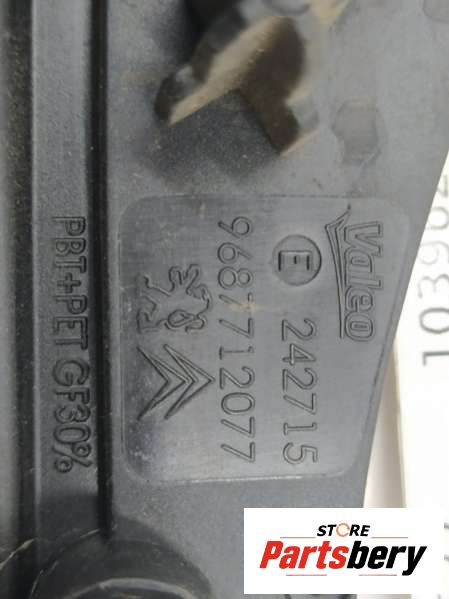 Valeo
E 242715
9687712077
PBT+PET GF30%
STORE
Partsbery